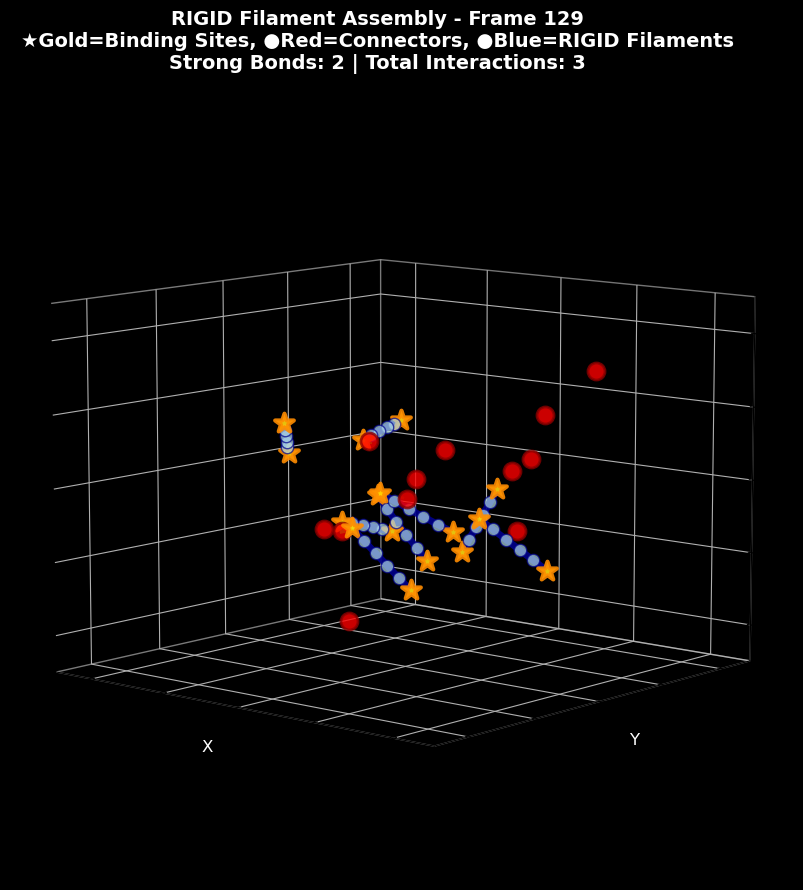 RIGID Filament Assembly - Frame 129
★Gold=Binding Sites, ●Red=Connectors, ●Blue=RIGID Filaments
Strong Bonds: 2 | Total Interactions: 3
X
Y